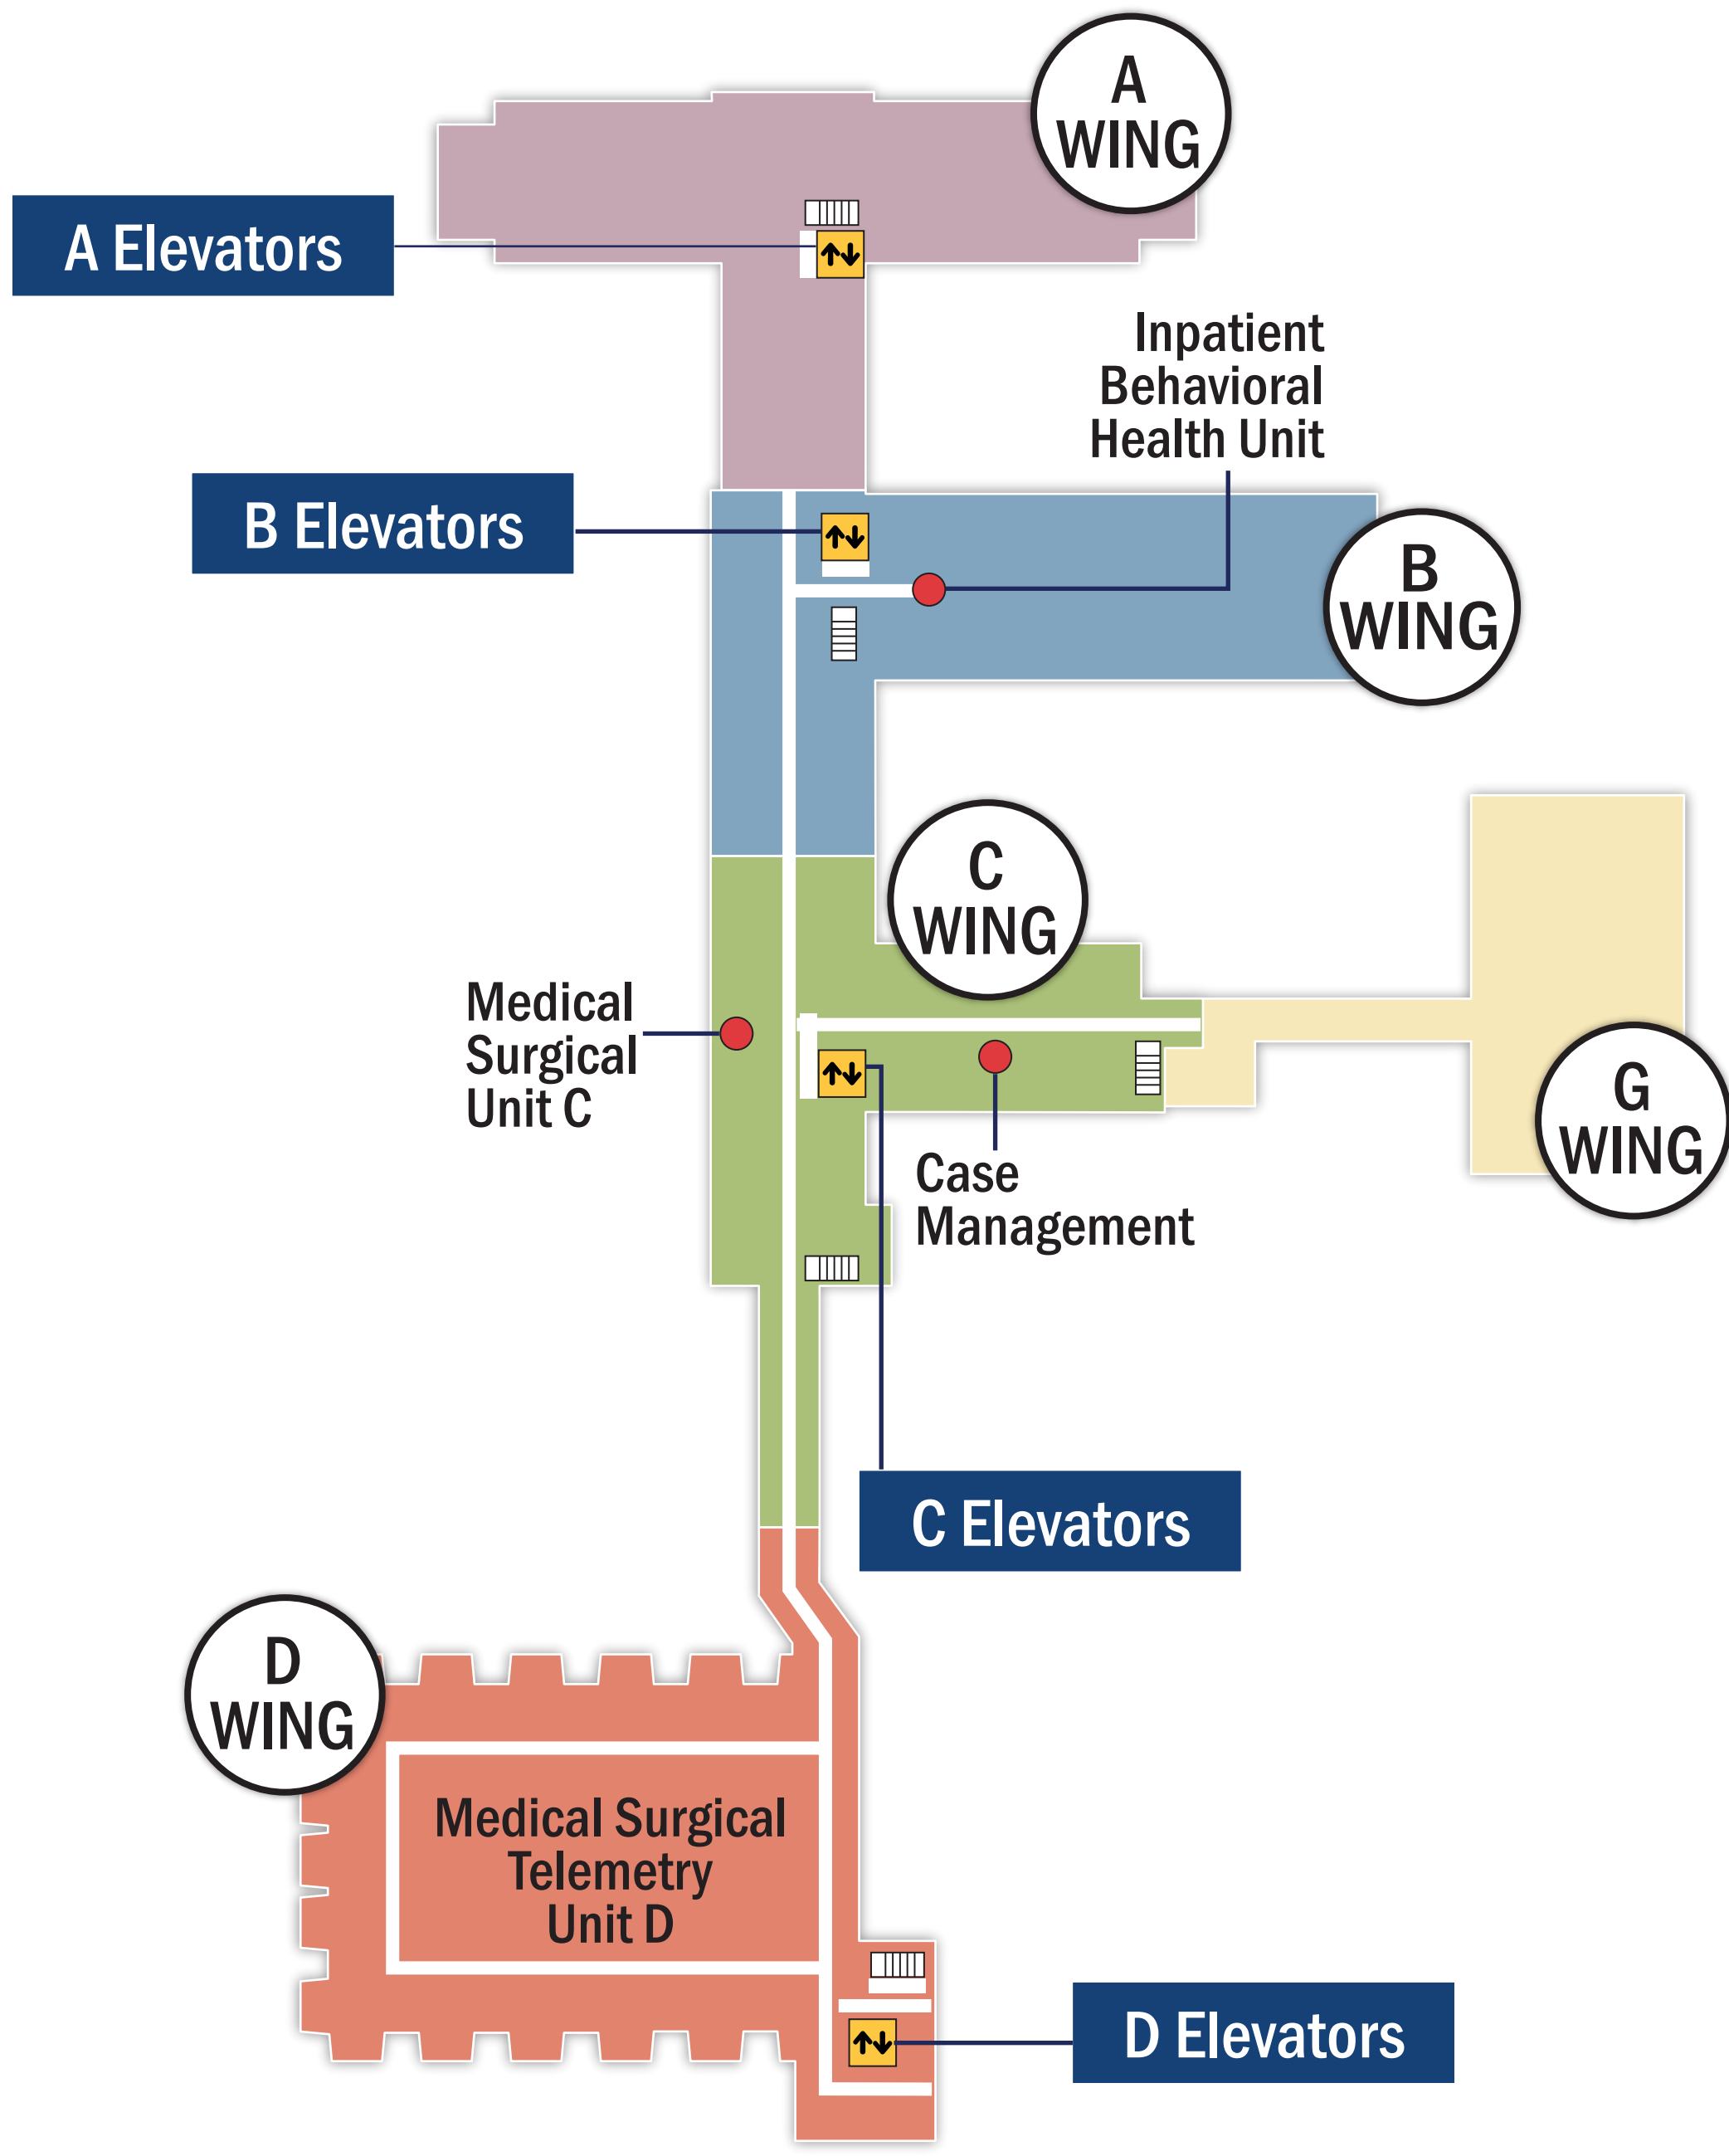 A
WING
A Elevators
Inpatient
Behavioral
Health Unit
B Elevators
B
WING
C
WING
Medical
Surgical
Unit C
G
WING
Case
Management
C Elevators
D
WING
Medical Surgical
Telemetry
Unit D
D Elevators